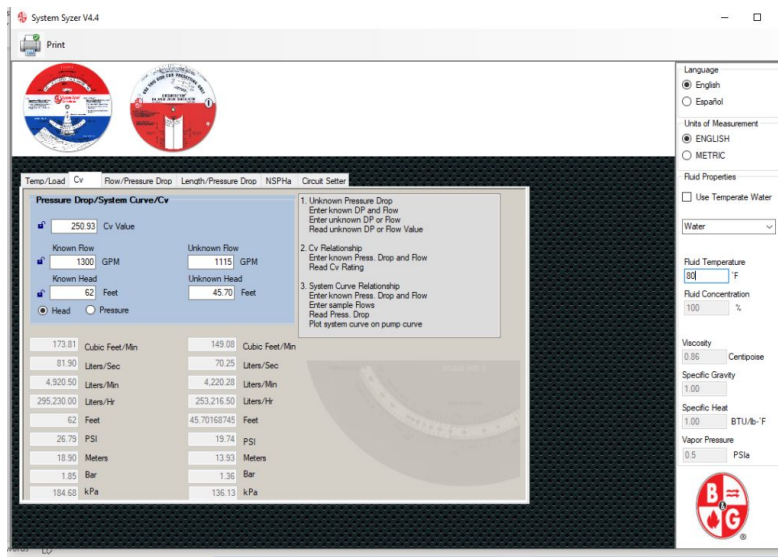 System Syzer V4.4
Print
Temp/Load Cv Flow/Pressure Drop Length/Pressure Drop NSPHa Circuit Setter
Pressure Drop/System Curve/Cv
250.93 Cv Value
Known Flow Unknown Flow
1300 GPM 1115 GPM
Known Head Unknown Head
62 Feet 45.70 Feet
Head Pressure
173.81 Cubic Feet/Min 149.08 Cubic Feet/Min
81.90 Liters/Sec 70.25 Liters/Sec
4,920.50 Liters/Min 4,220.28 Liters/Min
295,230.00 Liters/Hr 253,216.50 Liters/Hr
62 Feet 45.70168745 Feet
26.79 PSI 19.74 PSI
18.90 Meters 13.93 Meters
1.85 Bar 1.36 Bar
184.68 kPa 136.13 kPa
1. Unknown Pressure Drop
Enter known DP and Flow
Enter unknown DP or Flow
Read unknown DP or Flow Value
2. Cv Relationship
Enter known Press. Drop and Flow
Read Cv Rating
3. System Curve Relationship
Enter known Press. Drop and Flow
Enter sample Flows
Read Press. Drop
Plot system curve on pump curve
Language
English
Español
Units of Measurement
ENGLISH
METRIC
Fluid Properties
Use Temperate Water
Water
Fluid Temperature
80 °F
Fluid Concentration
100 %
Viscosity
0.86 Centipoise
Specific Gravity
1.00
Specific Heat
1.00 BTU/lb-°F
Vapor Pressure
0.5 PSIa
B&G
®